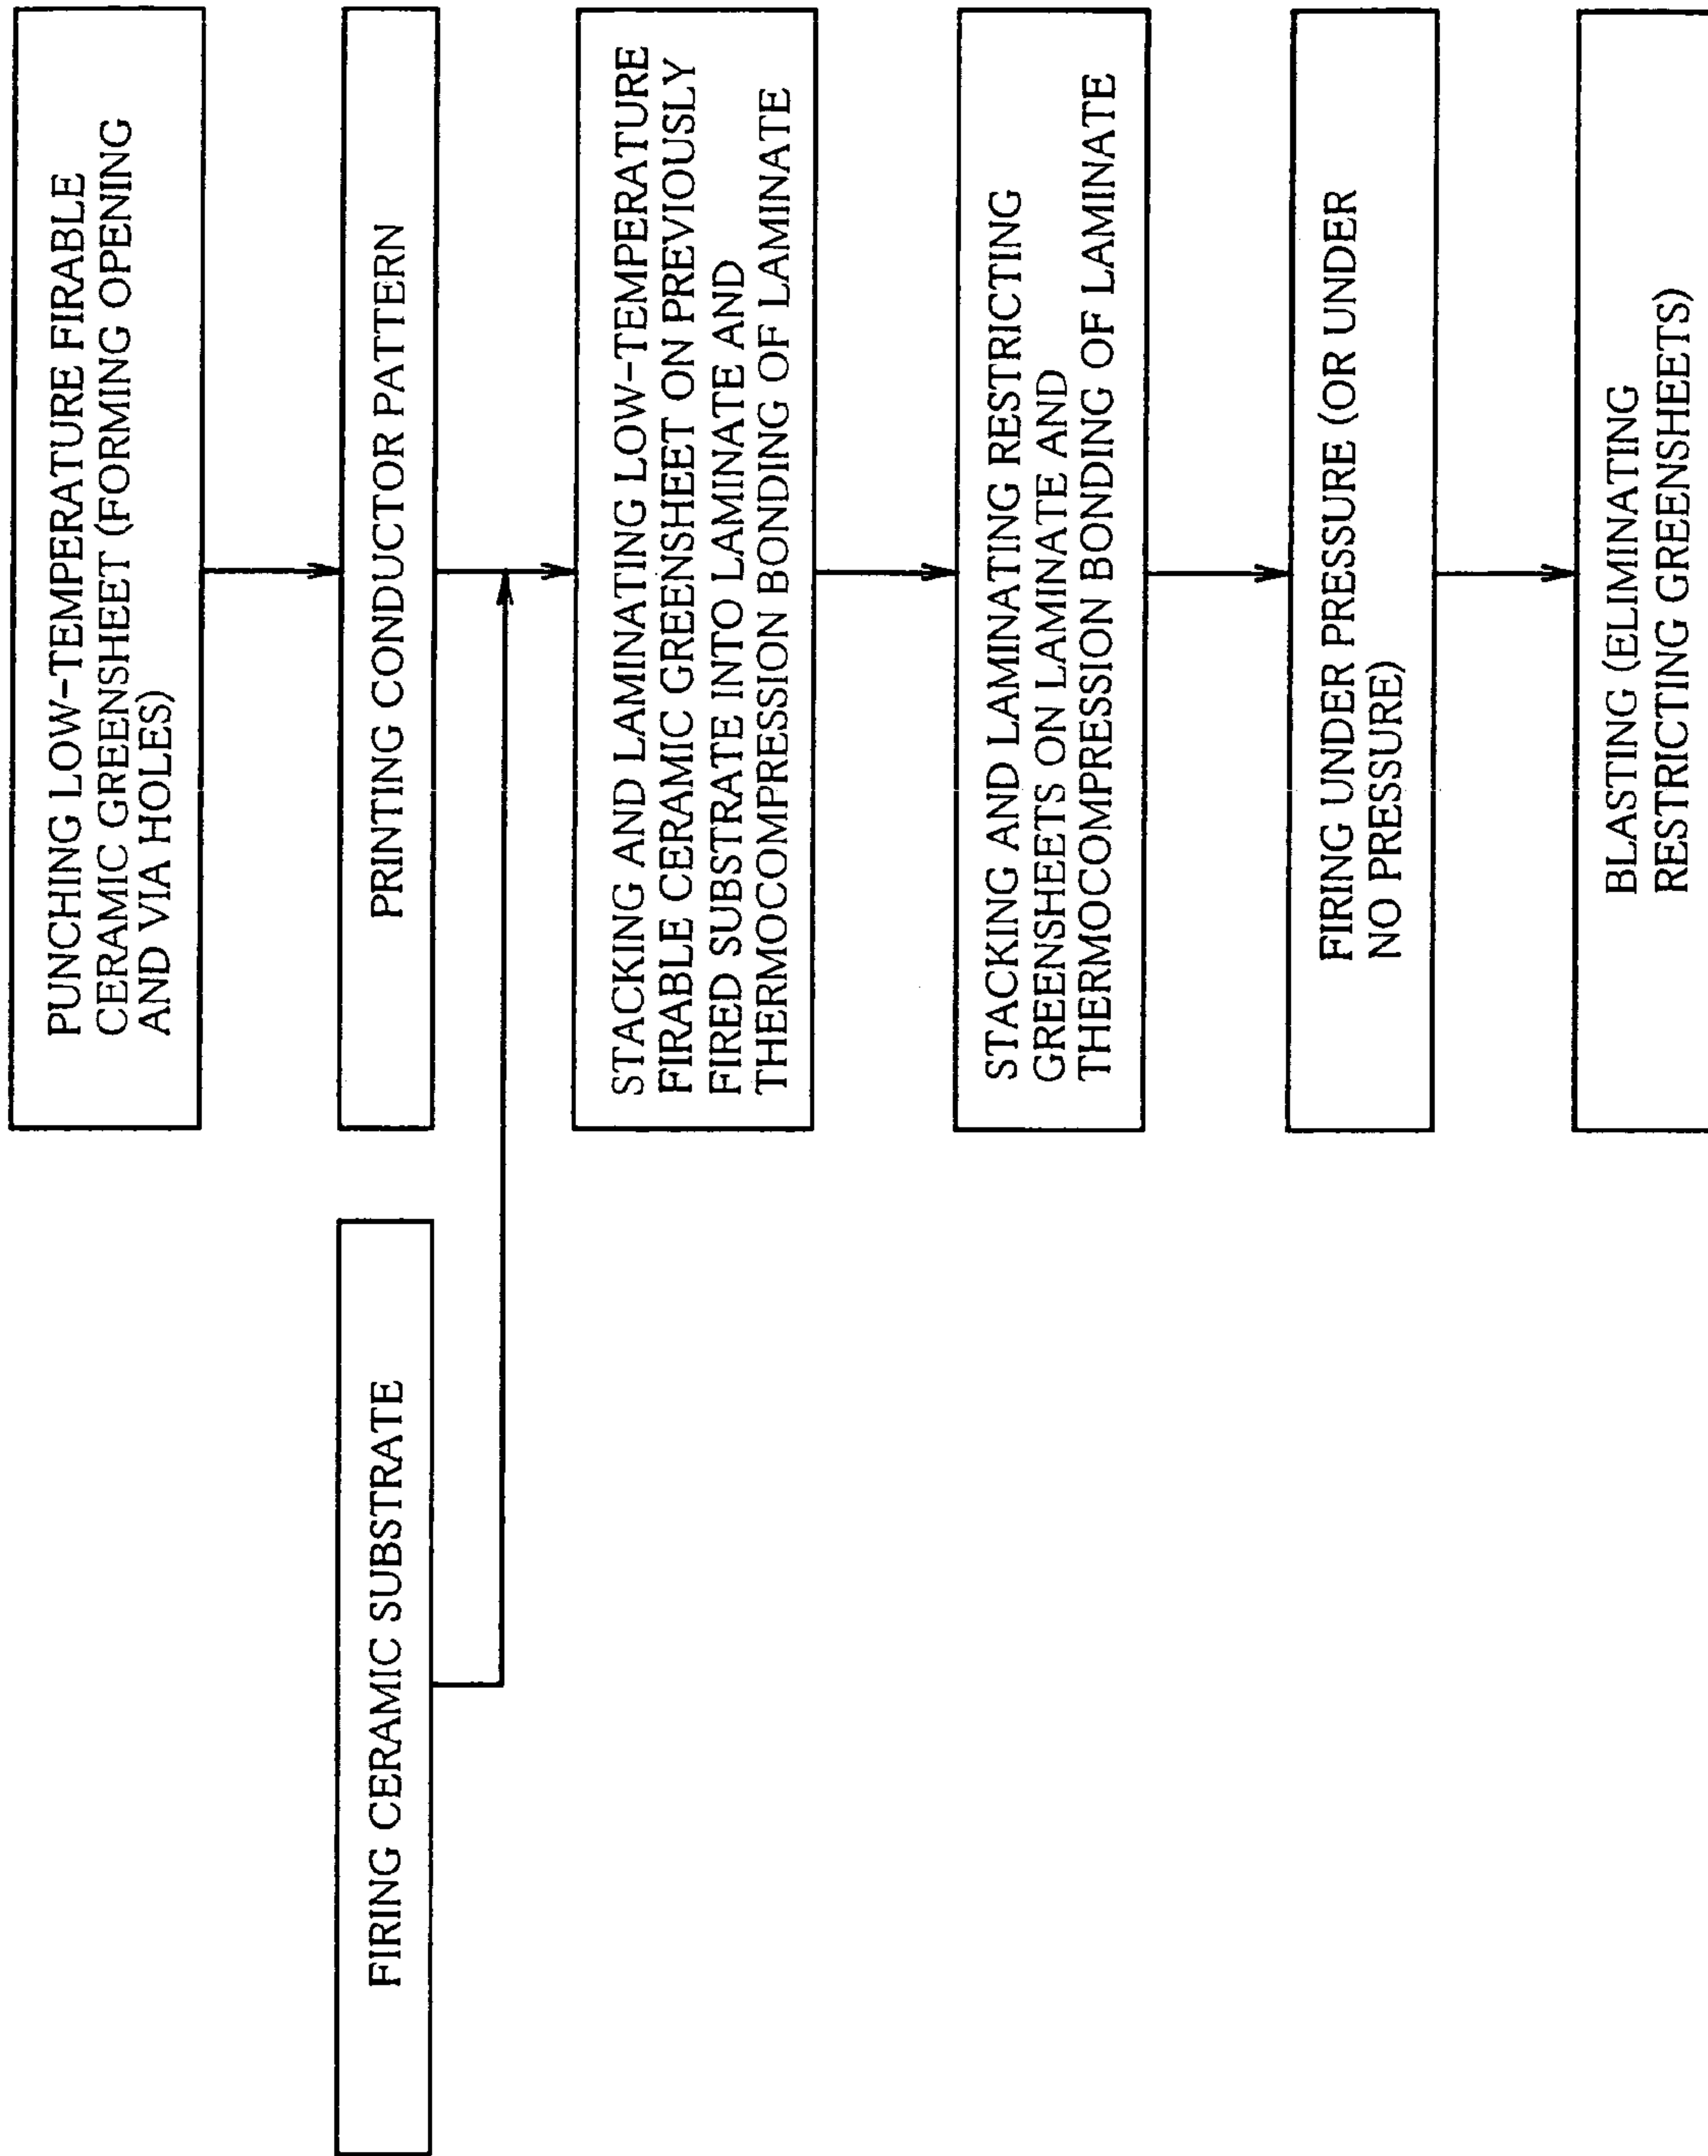 PUNCHING LOW-TEMPERATURE FIRABLE
CERAMIC GREENSHEET (FORMING OPENING
AND VIA HOLES)
PRINTING CONDUCTOR PATTERN
FIRING CERAMIC SUBSTRATE
STACKING AND LAMINATING LOW-TEMPERATURE
FIRABLE CERAMIC GREENSHEET ON PREVIOUSLY
FIRED SUBSTRATE INTO LAMINATE AND
THERMOCOMPRESSION BONDING OF LAMINATE
STACKING AND LAMINATING RESTRICTING
GREENSHEETS ON LAMINATE AND
THERMOCOMPRESSION BONDING OF LAMINATE
FIRING UNDER PRESSURE (OR UNDER
NO PRESSURE)
BLASTING (ELIMINATING
RESTRICTING GREENSHEETS)